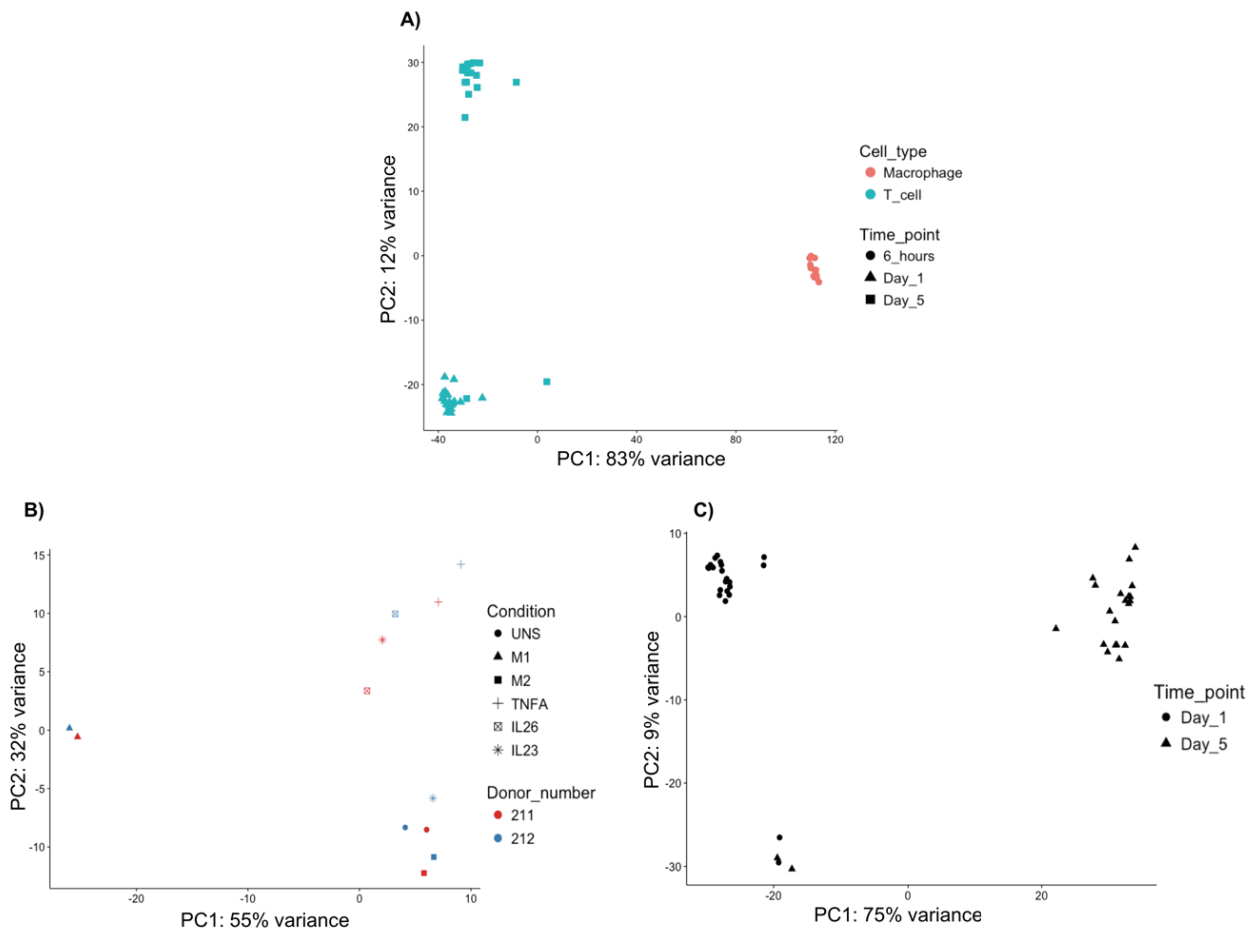 A)
30
20
10
0
-10
-20
PC2: 12% variance
-40
0
40
80
120
PC1: 83% variance
Cell_type
Macrophage
T_cell
Time_point
6_hours
Day_1
Day_5
B)
15
10
5
0
-5
-10
PC2: 32% variance
-20
-10
0
10
PC1: 55% variance
Condition
UNS
M1
M2
TNFA
IL26
IL23
Donor_number
211
212
C)
10
0
-10
-20
-30
PC2: 9% variance
-20
0
20
PC1: 75% variance
Time_point
Day_1
Day_5